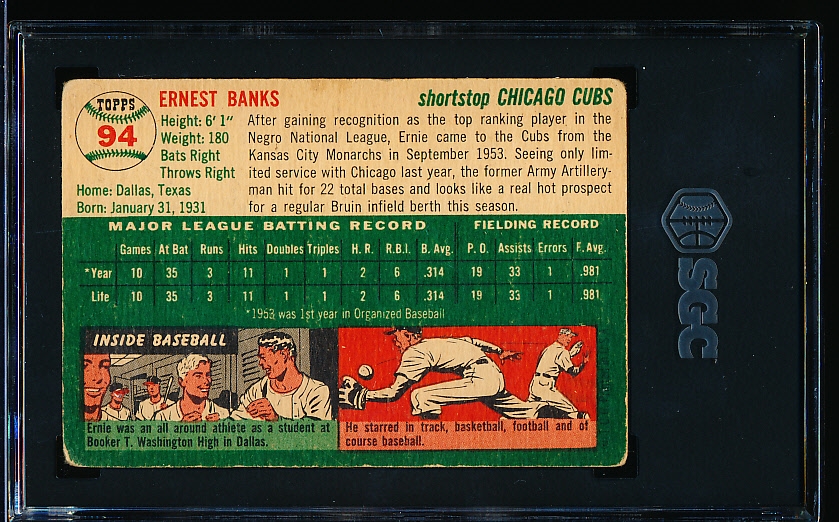 TOPPS
94
ERNEST BANKS
shortstop CHICAGO CUBS
Height: 6' 1"
Weight: 180
Bats Right
Throws Right
Home: Dallas, Texas
Born: January 31, 1931
After gaining recognition as the top ranking player in the
Negro National League, Ernie came to the Cubs from the
Kansas City Monarchs in September 1953. Seeing only lim-
ited service with Chicago last year, the former Army Artillery-
man hit for 22 total bases and looks like a real hot prospect
for a regular Bruin infield berth this season.
MAJOR LEAGUE BATTING RECORD FIELDING RECORD
Games At Bat Runs Hits Doubles Triples H. R. R.B.I. B. Avg. P. O. Assists Errors F. Avg.
*Year 10 35 3 11 1 1 2 6 .314 19 33 1 .981
Life 10 35 3 11 1 1 2 6 .314 19 33 1 .981
*1953 was 1st year in Organized Baseball
INSIDE BASEBALL
Ernie was an all around athlete as a student at
Booker T. Washington High in Dallas.
He starred in track, basketball, football and of
course baseball.
SGC